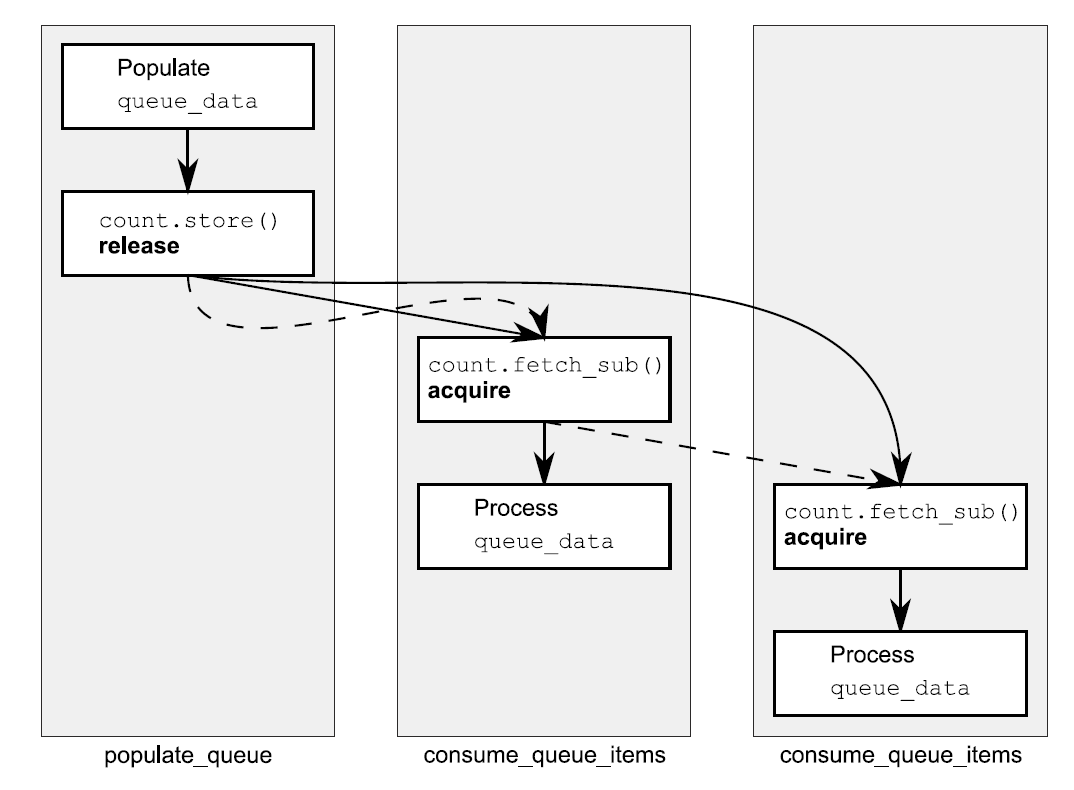 Populate
queue_data
count.store()
release
count.fetch_sub()
acquire
Process
queue_data
count.fetch_sub()
acquire
Process
queue_data
populate_queue
consume_queue_items
consume_queue_items